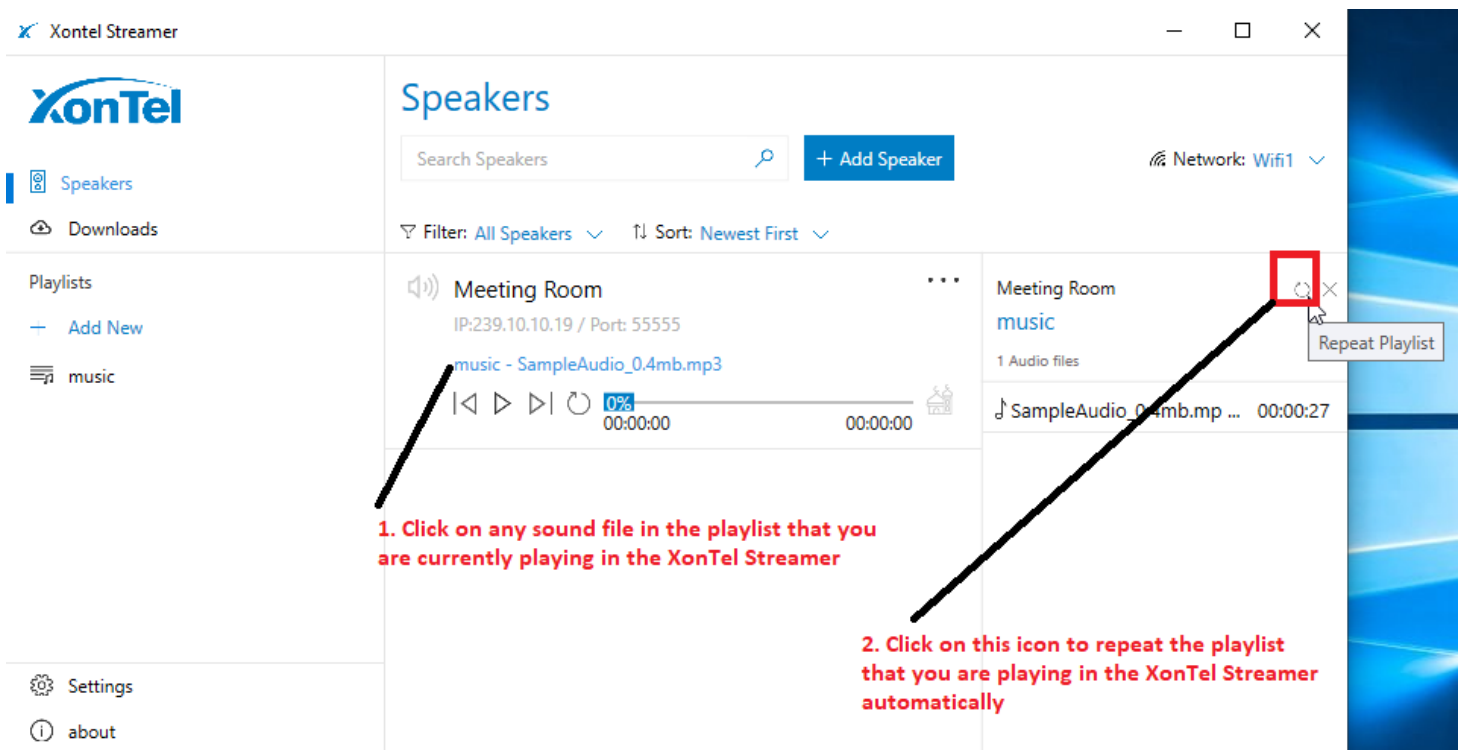 Xontel Streamer
XonTel
Speakers
Downloads
Playlists
+ Add New
music
Settings
about
Speakers
Search Speakers
+ Add Speaker
Network: Wifi1
Filter: All Speakers
Sort: Newest First
Meeting Room
...
IP:239.10.10.19 / Port: 55555
music - SampleAudio_0.4mb.mp3
0%
00:00:00
00:00:00
Meeting Room
music
Repeat Playlist
1 Audio files
SampleAudio_0.4mb.mp ... 00:00:27
1. Click on any sound file in the playlist that you
are currently playing in the XonTel Streamer
2. Click on this icon to repeat the playlist
that you are playing in the XonTel Streamer
automatically